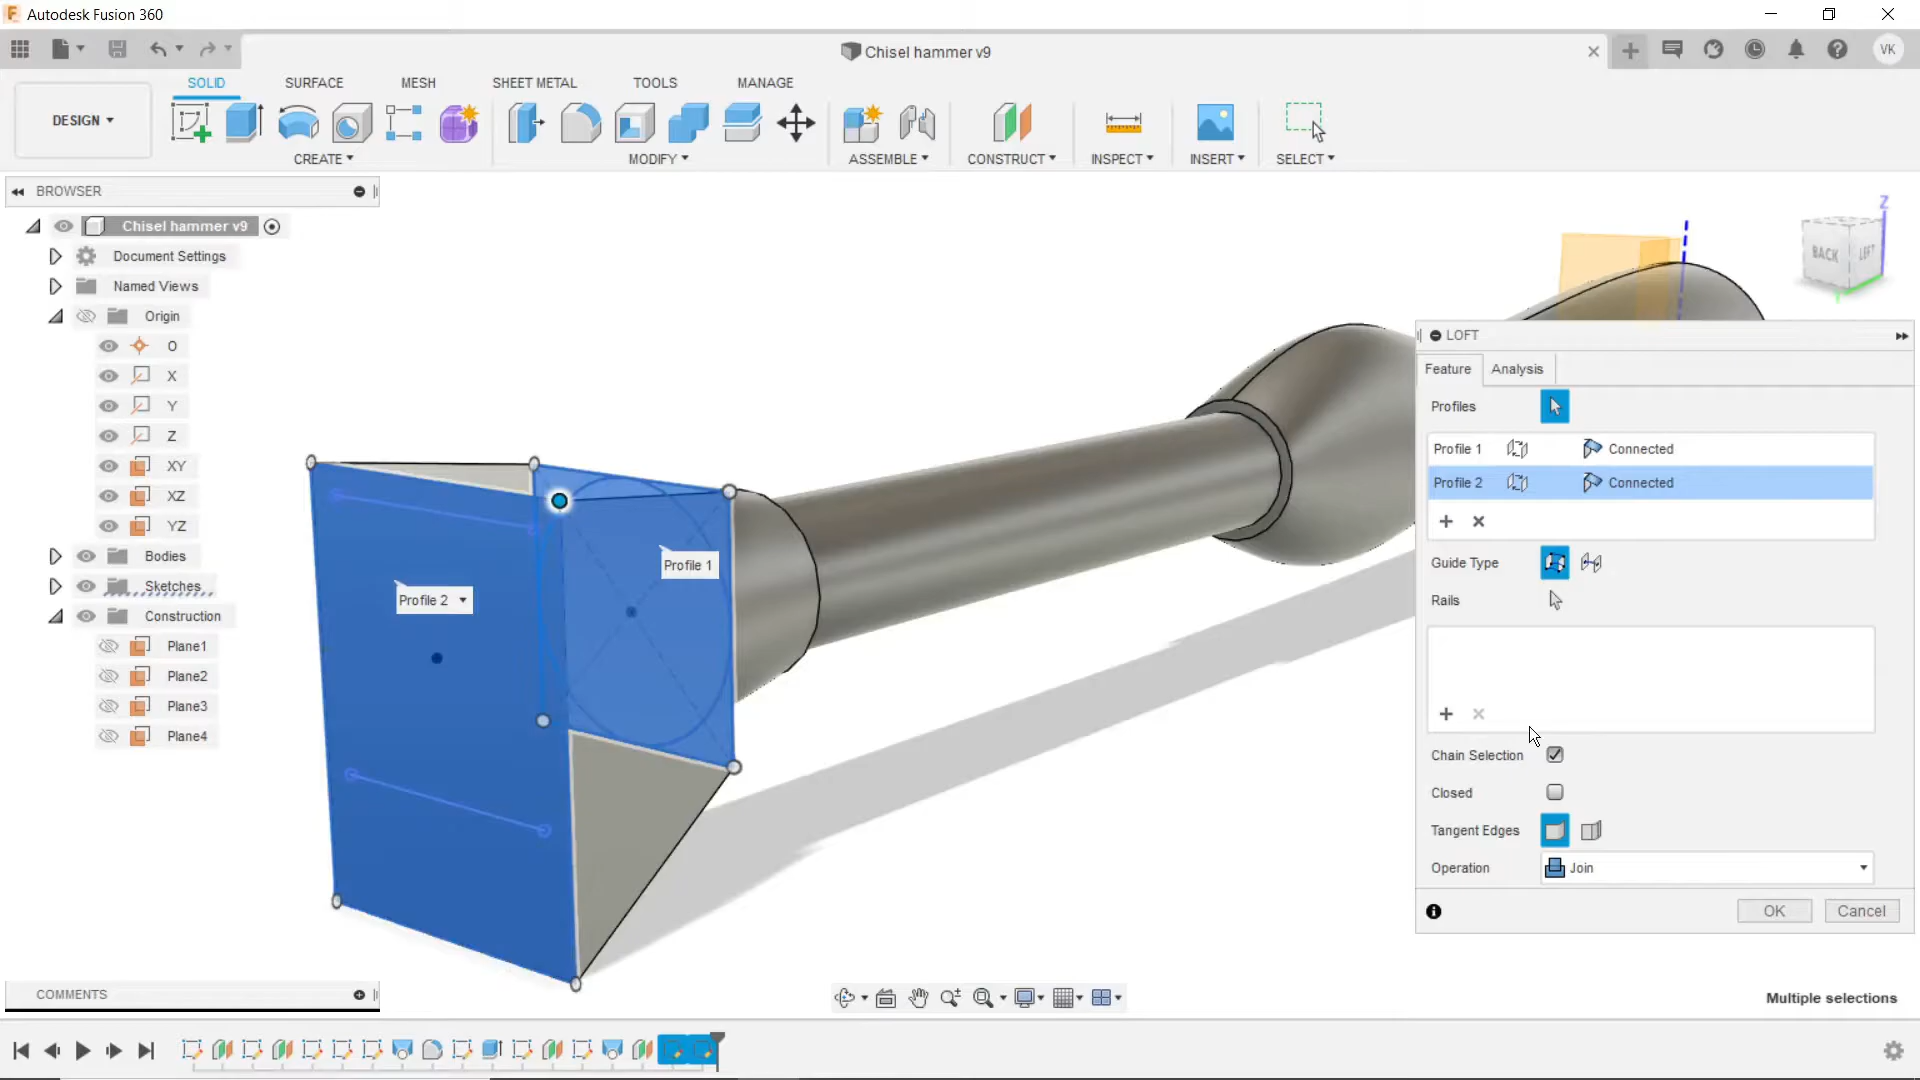 Autodesk Fusion 360
Chisel hammer v9
VK
SOLID SURFACE MESH SHEET METAL TOOLS MANAGE
DESIGN
CREATE MODIFY ASSEMBLE CONSTRUCT INSPECT INSERT SELECT
BROWSER
Chisel hammer v9
Document Settings
Named Views
Origin
O
X
Y
Z
XY
XZ
YZ
Bodies
Sketches
Construction
Plane1
Plane2
Plane3
Plane4
Profile 1
Profile 2
Z
BACK
LEFT
Y
LOFT
Feature Analysis
Profiles
Profile 1 Connected
Profile 2 Connected
Guide Type
Rails
Chain Selection
Closed
Tangent Edges
Operation Join
OK Cancel
COMMENTS
Multiple selections